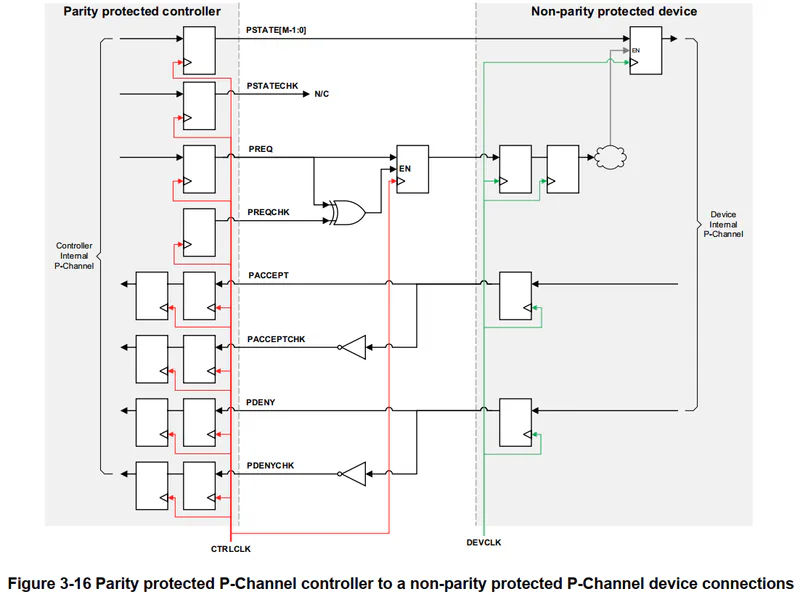 Parity protected controller
Non-parity protected device
PSTATE[M-1:0]
EN
PSTATECHK
N/C
PREQ
EN
PREQCHK
Device
Internal
P-Channel
Controller
Internal
P-Channel
PACCEPT
PACCEPTCHK
PDENY
PDENYCHK
CTRLCLK
DEVCLK
Figure 3-16 Parity protected P-Channel controller to a non-parity protected P-Channel device connections